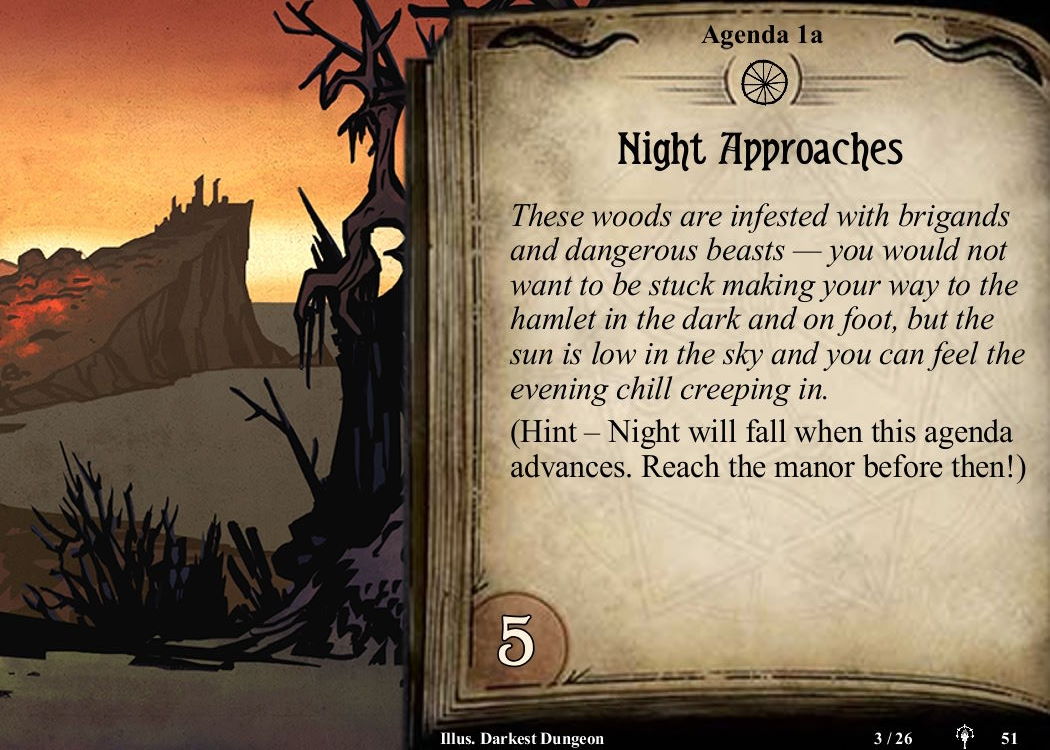 Agenda 1a
Night Approaches
These woods are infested with brigands
and dangerous beasts — you would not
want to be stuck making your way to the
hamlet in the dark and on foot, but the
sun is low in the sky and you can feel the
evening chill creeping in.
(Hint – Night will fall when this agenda
advances. Reach the manor before then!)
5
Illus. Darkest Dungeon
3 / 26
51